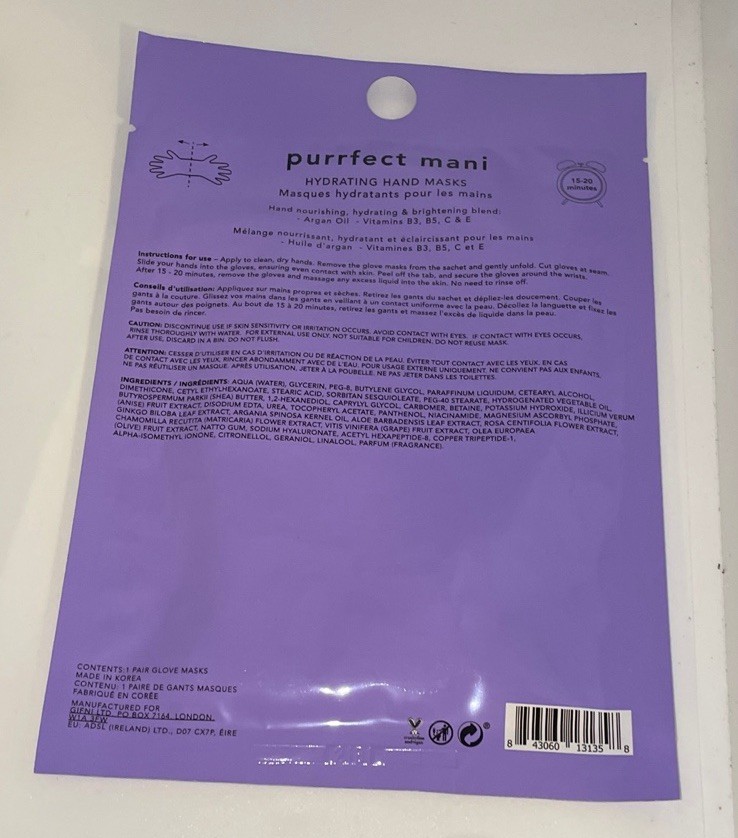 purrfect mani
HYDRATING HAND MASKS
Masques hydratants pour les mains
15-20
minutes
Hand nourishing, hydrating & brightening blend:
- Argan Oil - Vitamins B3, B5, C & E
Mélange nourrissant, hydratant et éclaircissant pour les mains
- Huile d'argan - Vitamines B3, B5, C et E
Instructions for use – Apply to clean, dry hands. Remove the glove masks from the sachet and gently unfold. Cut gloves at seam.
Slide your hands into the gloves, ensuring even contact with skin. Peel off the tab, and secure the gloves around the wrists.
After 15 - 20 minutes, remove the gloves and massage any excess liquid into the skin. No need to rinse off.
Conseils d'utilisation: Appliquez sur mains propres et sèches. Retirez les gants du sachet et dépliez-les doucement. Couper les
gants à la couture. Glissez vos mains dans les gants en vaillant à un contact uniforme avec la peau. Décollez la languette et fixez les
gants autour des poignets. Au bout de 15 à 20 minutes, retirez les gants et massez l'excès de liquide dans la peau.
Pas besoin de rincer.
CAUTION: DISCONTINUE USE IF SKIN SENSITIVITY OR IRRITATION OCCURS. AVOID CONTACT WITH EYES. IF CONTACT WITH EYES OCCURS,
RINSE THOROUGHLY WITH WATER. FOR EXTERNAL USE ONLY. NOT SUITABLE FOR CHILDREN. DO NOT REUSE MASK.
AFTER USE, DISCARD IN A BIN: DO NOT FLUSH.
ATTENTION: CESSER D'UTILISER EN CAS D'IRRITATION OU DE RÉACTION DE LA PEAU. ÉVITER TOUT CONTACT AVEC LES YEUX. EN CAS
DE CONTACT AVEC LES YEUX, RINCER ABONDAMMENT AVEC DE L'EAU. POUR USAGE EXTERNE UNIQUEMENT. NE CONVIENT PAS AUX ENFANTS.
NE PAS RÉUTILISER UN MASQUE. APRÈS UTILISATION, JETER À LA POUBELLE. NE PAS JETER DANS LES TOILETTES.
INGREDIENTS / INGRÉDIENTS: AQUA (WATER), GLYCERIN, PEG-8, BUTYLENE GLYCOL, PARAFFINUM LIQUIDUM, CETEARYL ALCOHOL,
DIMETHICONE, CETYL ETHYLHEXANOATE, STEARIC ACID, SORBITAN SESQUIOLEATE, PEG-40 STEARATE, HYDROGENATED VEGETABLE OIL,
BUTYROSPERMUM PARKII (SHEA) BUTTER, 1,2-HEXANEDIOL, CAPRYLYL GLYCOL, CARBOMER, BETAINE, POTASSIUM HYDROXIDE, ILLICIUM VERUM
(ANISE) FRUIT EXTRACT, DISODIUM EDTA, UREA, TOCOPHERYL ACETATE, PANTHENOL, NIACINAMIDE, MAGNESIUM ASCORBYL PHOSPHATE,
GINKGO BILOBA LEAF EXTRACT, ARGANIA SPINOSA KERNEL OIL, ALOE BARBADENSIS LEAF EXTRACT, ROSA CENTIFOLIA FLOWER EXTRACT,
CHAMOMILLA RECUTITA (MATRICARIA) FLOWER EXTRACT, VITIS VINIFERA (GRAPE) FRUIT EXTRACT, OLEA EUROPAEA
(OLIVE) FRUIT EXTRACT, NATTO GUM, SODIUM HYALURONATE, ACETYL HEXAPEPTIDE-8, COPPER TRIPEPTIDE-1,
ALPHA-ISOMETHYL IONONE, CITRONELLOL, GERANIOL, LINALOOL, PARFUM (FRAGRANCE).
CONTENTS:1 PAIR GLOVE MASKS
MADE IN KOREA
CONTENU: 1 PAIRE DE GANTS MASQUES
FABRIQUÉ EN CORÉE
MANUFACTURED FOR
GIENI LTD, PO BOX 7164, LONDON,
W1A 3FW
EU: ADSL (IRELAND) LTD., D07 CX7P, ÉIRE
8 43060 13135 8